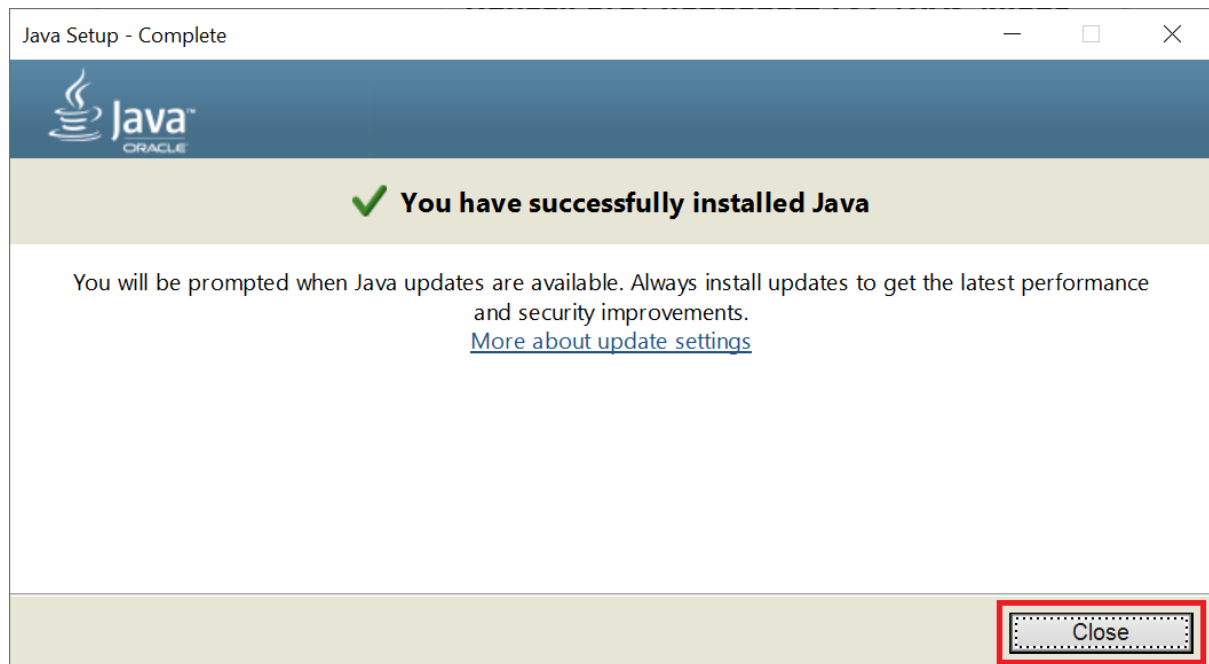 Java Setup - Complete
Java™
ORACLE
You have successfully installed Java
You will be prompted when Java updates are available. Always install updates to get the latest performance
and security improvements.
More about update settings
Close